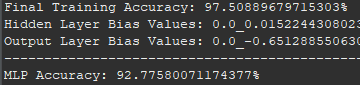 Final Training Accuracy: 97.50889679715303%
Hidden Layer Bias Values: 0.0_0.0152244308023
Output Layer Bias Values: 0.0_-0.651288550630
--------------------------------------------------
MLP Accuracy: 92.77580071174377%